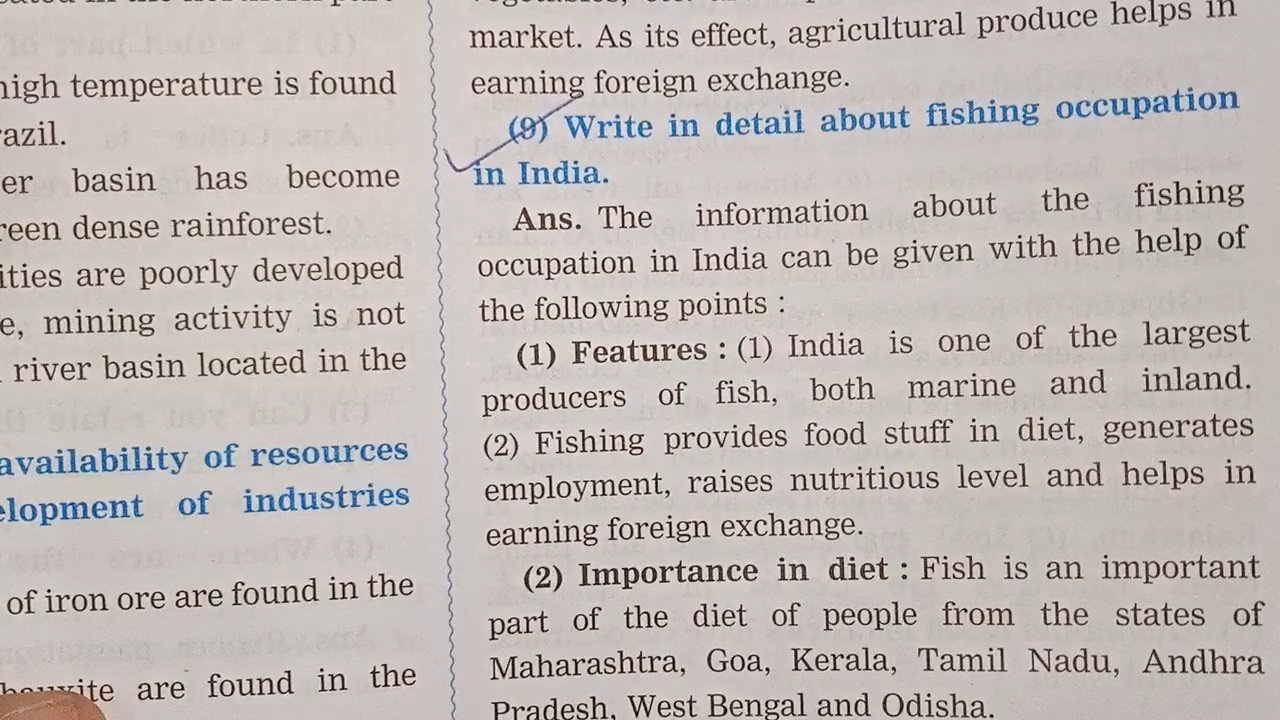 high temperature is found
razil.
er basin has become
reen dense rainforest.
ities are poorly developed
e, mining activity is not
river basin located in the
availability of resources
elopment of industries
of iron ore are found in the
bauxite are found in the
market. As its effect, agricultural produce helps in
earning foreign exchange.
(9) Write in detail about fishing occupation
in India.
Ans. The information about the fishing
occupation in India can be given with the help of
the following points :
(1) Features : (1) India is one of the largest
producers of fish, both marine and inland.
(2) Fishing provides food stuff in diet, generates
employment, raises nutritious level and helps in
earning foreign exchange.
(2) Importance in diet : Fish is an important
part of the diet of people from the states of
Maharashtra, Goa, Kerala, Tamil Nadu, Andhra
Pradesh, West Bengal and Odisha.